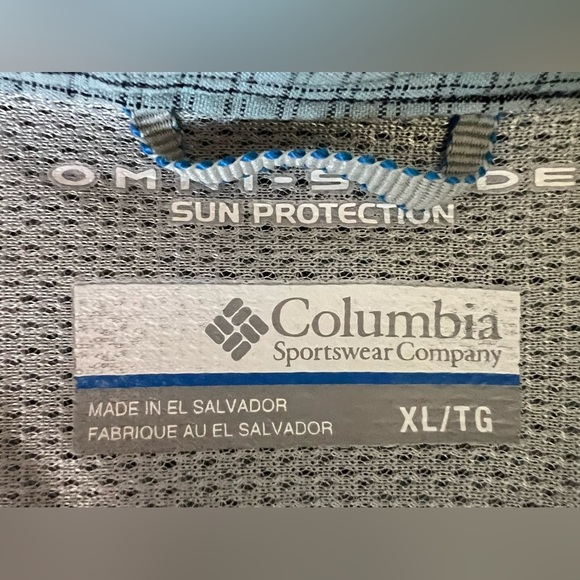 SUN PROTECTION
Columbia
Sportswear Company
MADE IN EL SALVADOR
FABRIQUE AU EL SALVADOR
XL/TG